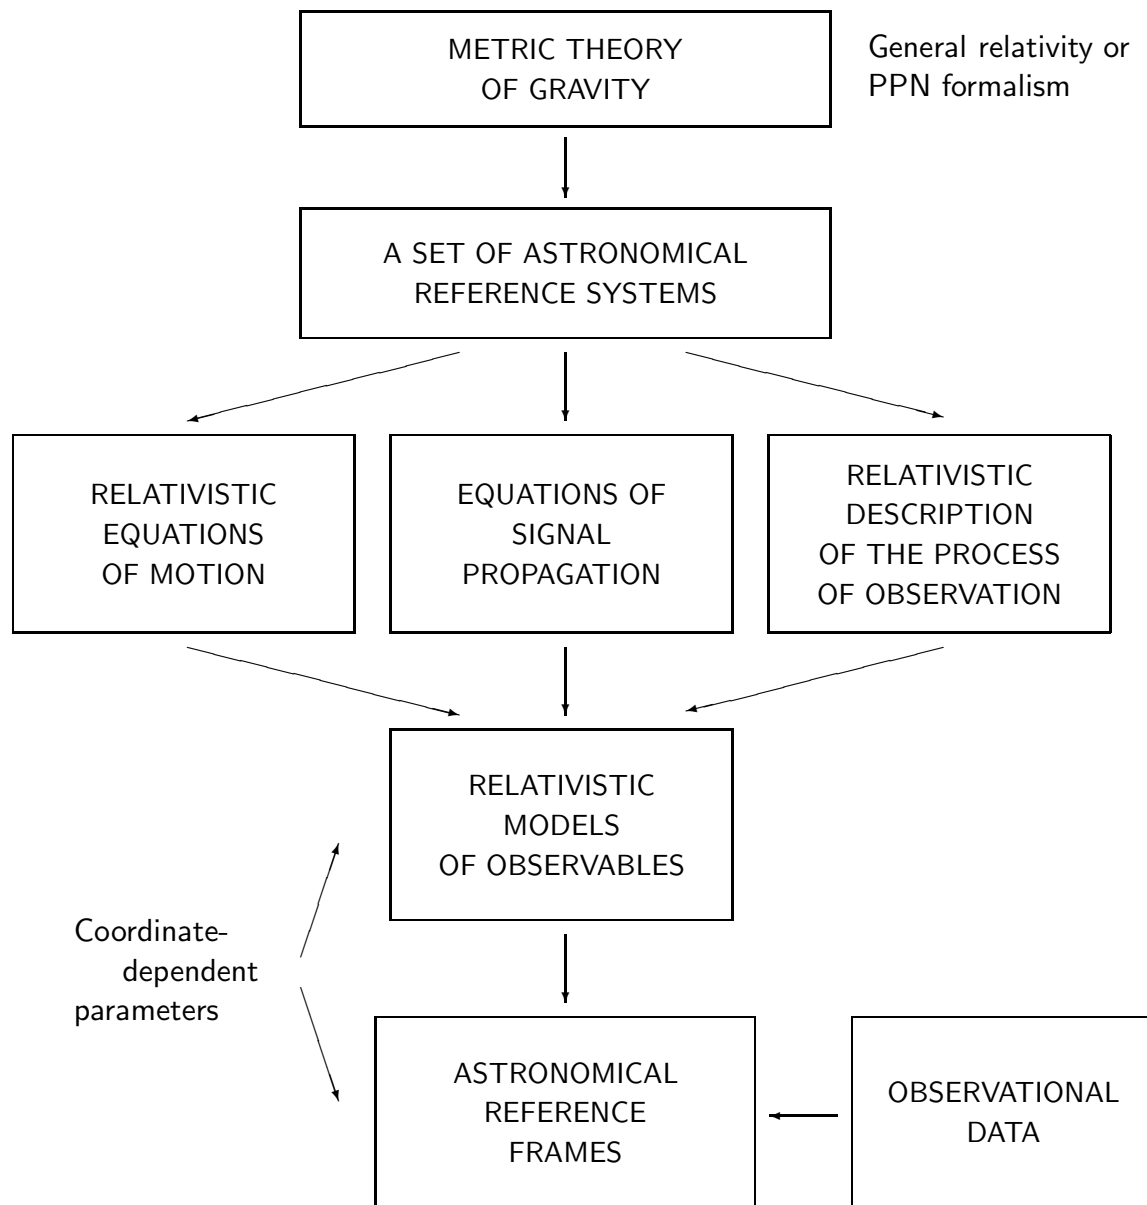 METRIC THEORY
OF GRAVITY
General relativity or
PPN formalism
A SET OF ASTRONOMICAL
REFERENCE SYSTEMS
RELATIVISTIC
EQUATIONS
OF MOTION
EQUATIONS OF
SIGNAL
PROPAGATION
RELATIVISTIC
DESCRIPTION
OF THE PROCESS
OF OBSERVATION
RELATIVISTIC
MODELS
OF OBSERVABLES
Coordinate-
dependent
parameters
ASTRONOMICAL
REFERENCE
FRAMES
OBSERVATIONAL
DATA